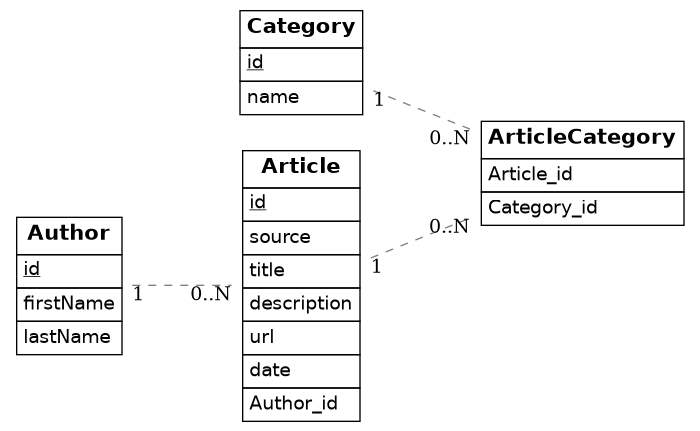 Category
id
name
1
0..N
ArticleCategory
Article_id
Category_id
Article
id
source
title
description
url
date
Author_id
1
0..N
Author
id
firstName
lastName
1
0..N